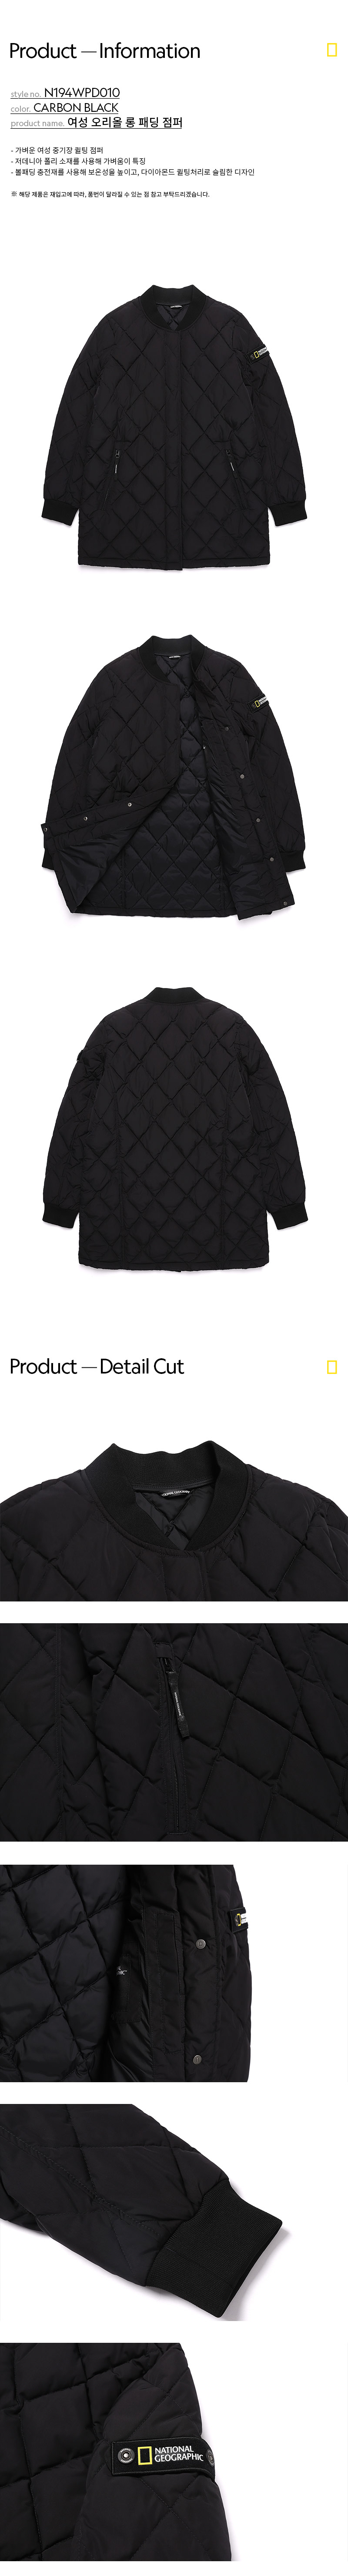 Product — Information
style no. N194WPD010
color. CARBON BLACK
product name. 여성 오리올 롱 패딩 점퍼
- 가벼운 여성 중기장 퀼팅 점퍼
- 저데니아 폴리 소재를 사용해 가벼움이 특징
- 볼패딩 충전재를 사용해 보온성을 높이고, 다이아몬드 퀼팅처리로 슬림한 디자인
※ 해당 제품은 재입고에 따라, 품번이 달라질 수 있는 점 참고 부탁드리겠습니다.
Product — Detail Cut
NATIONAL
GEOGRAPHIC